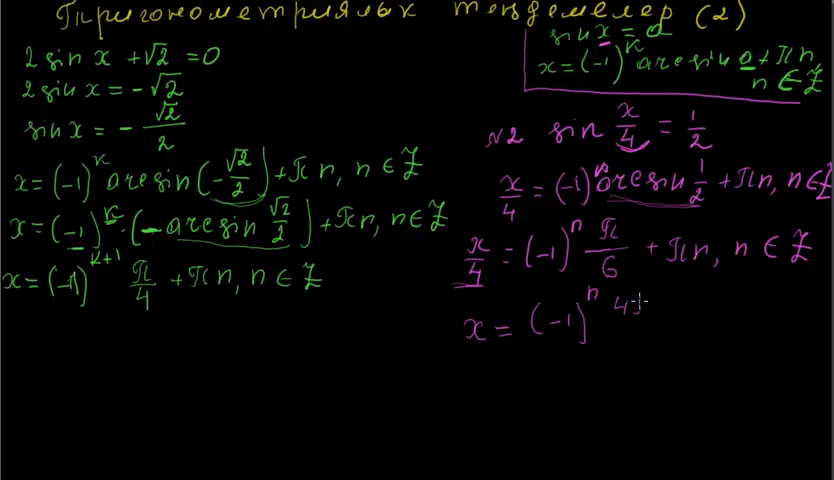 Тригонометриялык теңдемелер (2)
2 sin x + √2 = 0
2 sin x = - √2
sin x = - √2/2
x = (-1)^k arcsin (-√2/2) + πn, n ∈ Z
x = (-1)^k · (-arcsin √2/2) + πn, n ∈ Z
x = (-1)^k+1 π/4 + πn, n ∈ Z
sin x = a
x = (-1)^k arcsin a + πn,
n ∈ Z
№2 sin x/4 = 1/2
x/4 = (-1)^n arcsin 1/2 + πn, n ∈ Z
x/4 = (-1)^n π/6 + πn, n ∈ Z
x = (-1)^n 4